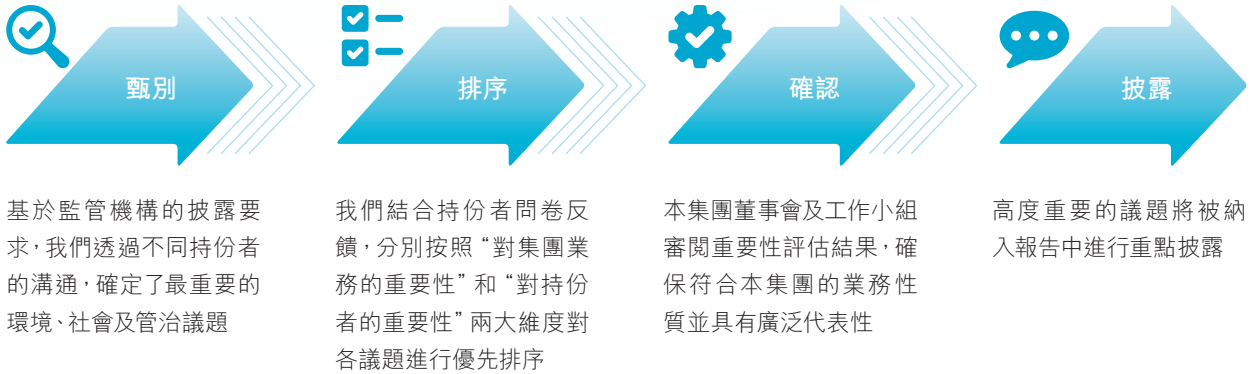 甄別
基於監管機構的披露要
求，我們透過不同持份者
的溝通，確定了最重要的
環境、社會及管治議題
排序
我們結合持份者問卷反
饋，分別按照“對集團業
務的重要性”和“對持份
者的重要性”兩大維度對
各議題進行優先排序
確認
本集團董事會及工作小組
審閱重要性評估結果，確
保符合本集團的業務性
質並具有廣泛代表性
披露
高度重要的議題將被納
入報告中進行重點披露